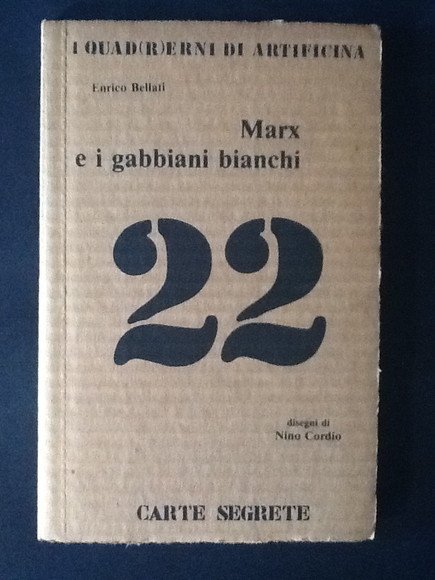 I QUAD(R)ERNI DI ARTIFICINA
Enrico Bellati
Marx
e i gabbiani bianchi
22
disegni di
Nino Cordio
CARTE SEGRETE